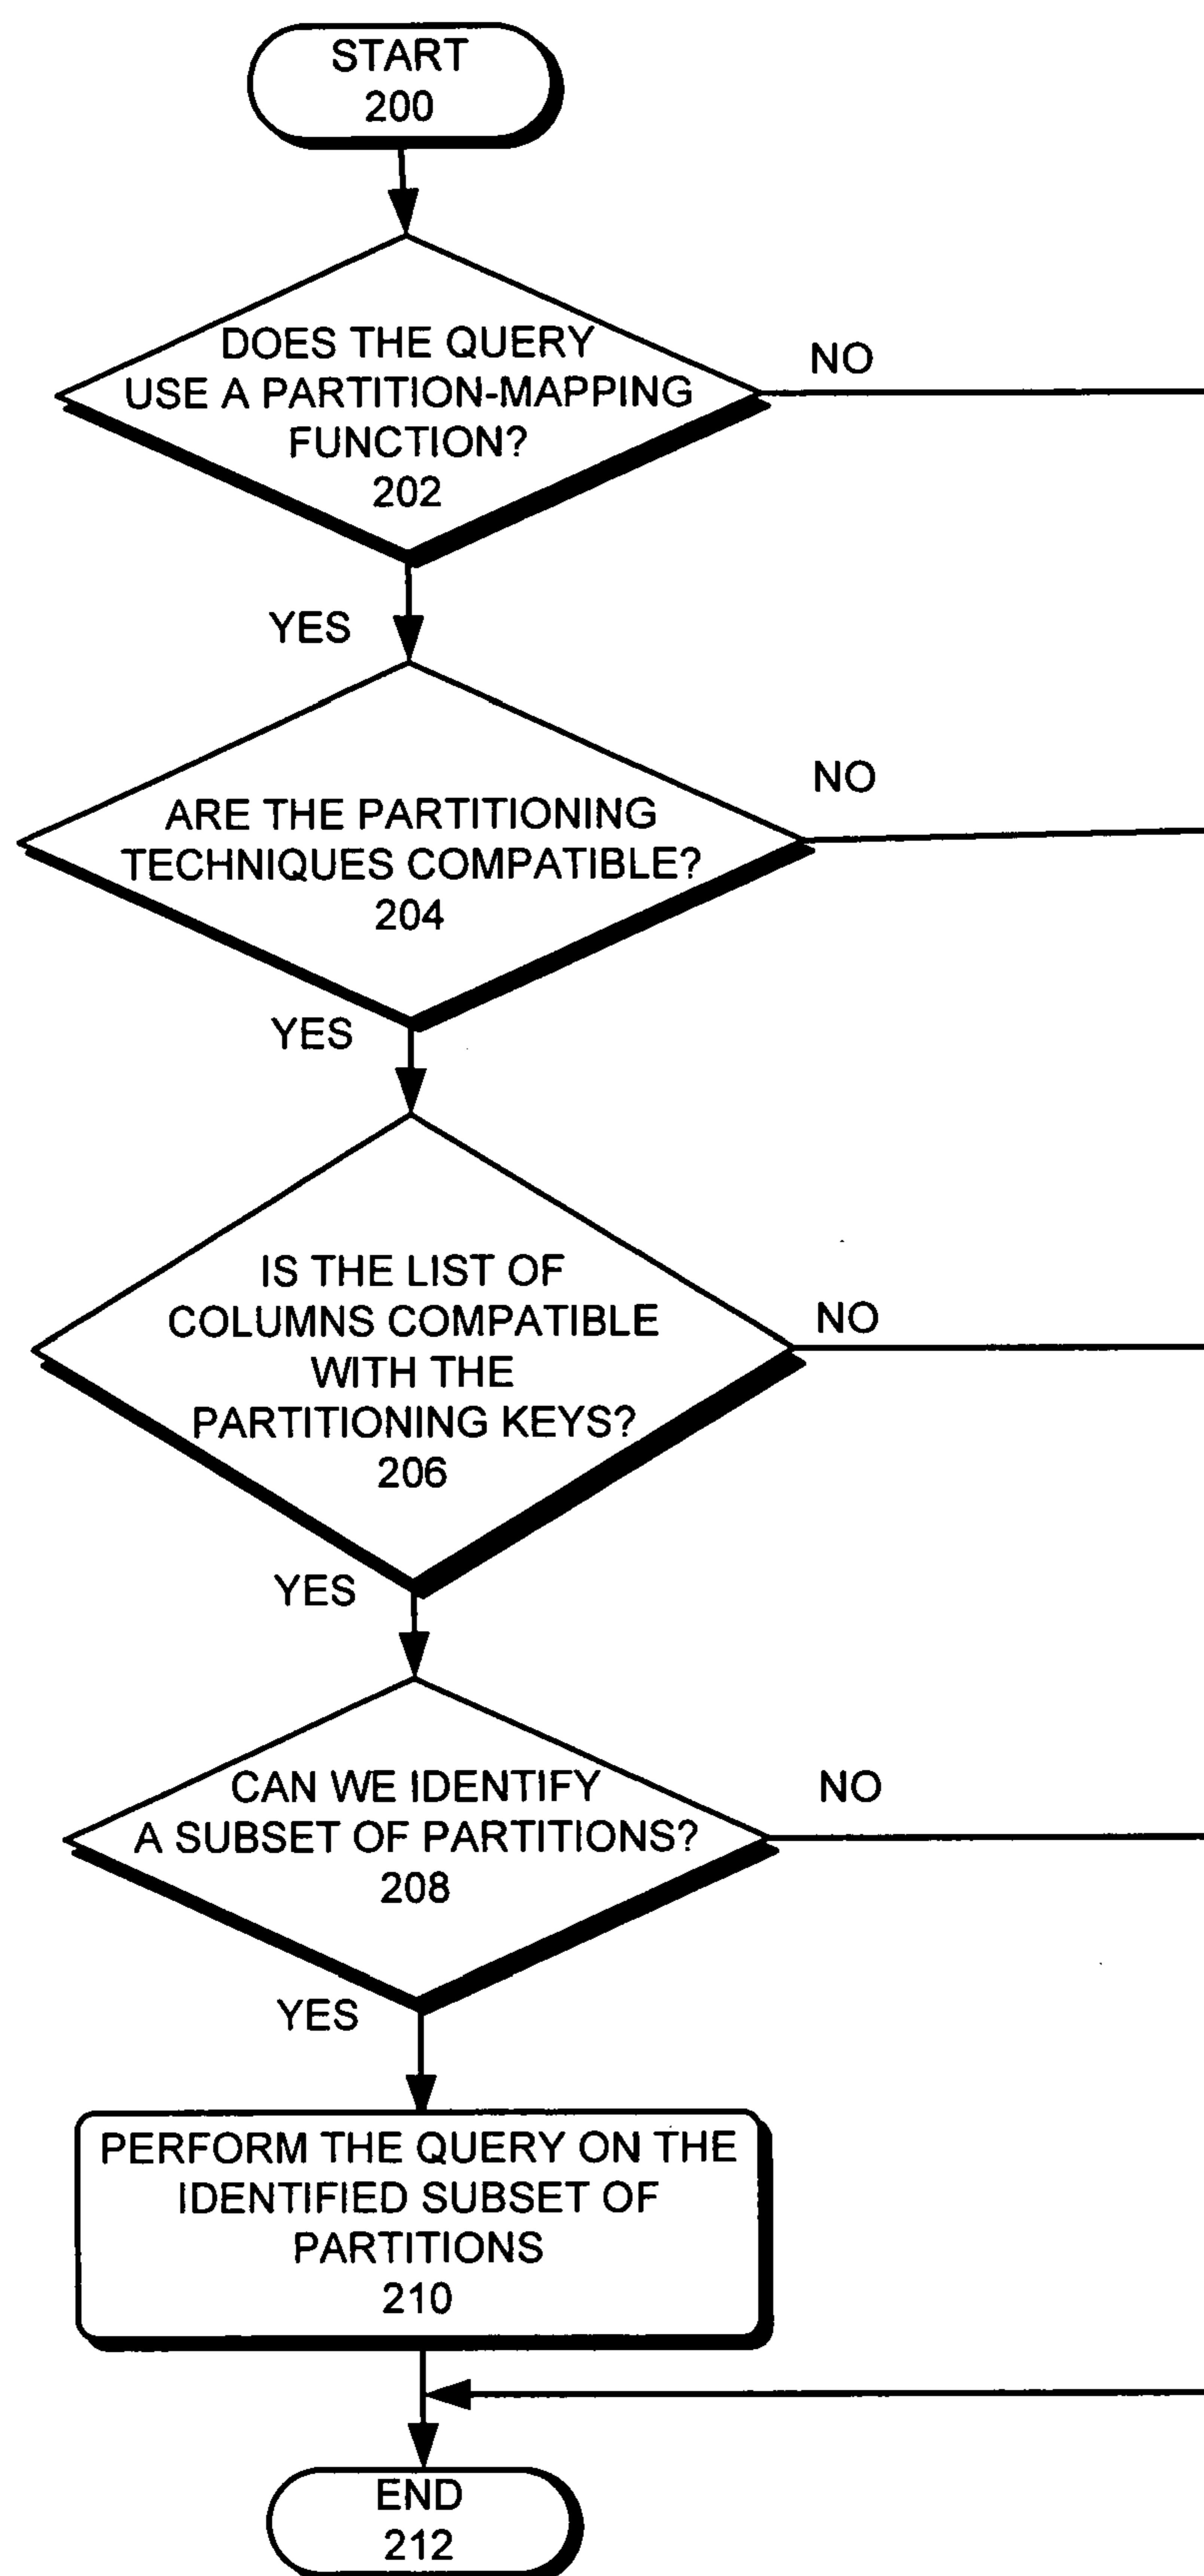 START
200
DOES THE QUERY
USE A PARTITION-MAPPING
FUNCTION?
202
NO
YES
ARE THE PARTITIONING
TECHNIQUES COMPATIBLE?
204
NO
YES
IS THE LIST OF
COLUMNS COMPATIBLE
WITH THE
PARTITIONING KEYS?
206
NO
YES
CAN WE IDENTIFY
A SUBSET OF PARTITIONS?
208
NO
YES
PERFORM THE QUERY ON THE
IDENTIFIED SUBSET OF
PARTITIONS
210
END
212